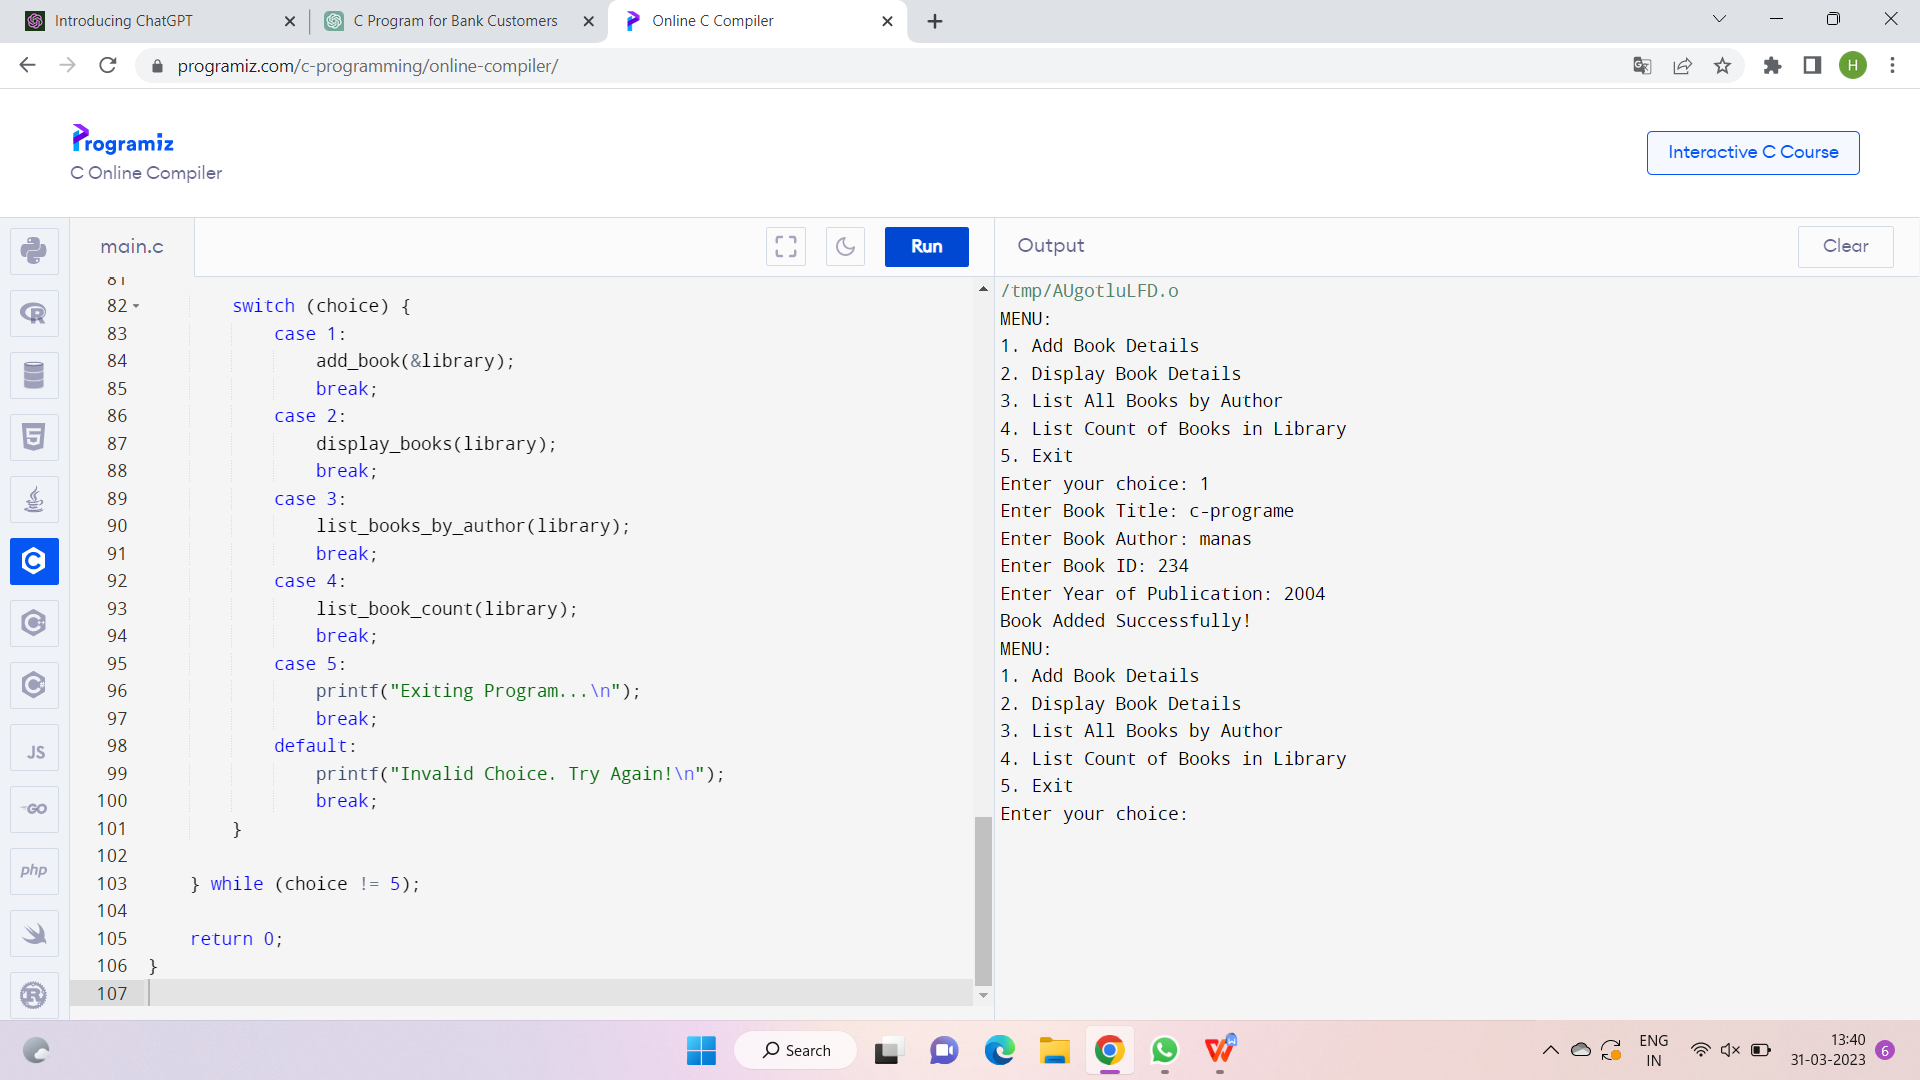 Introducing ChatGPT
C Program for Bank Customers
Online C Compiler
programiz.com/c-programming/online-compiler/
H
Programiz
C Online Compiler
Interactive C Course
main.c
Run
Output
Clear
81
82 switch (choice) {
83 case 1:
84 add_book(&library);
85 break;
86 case 2:
87 display_books(library);
88 break;
89 case 3:
90 list_books_by_author(library);
91 break;
92 case 4:
93 list_book_count(library);
94 break;
95 case 5:
96 printf("Exiting Program...\n");
97 break;
98 default:
99 printf("Invalid Choice. Try Again!\n");
100 break;
101 }
102
103 } while (choice != 5);
104
105 return 0;
106 }
107
/tmp/AUgotluLFD.o
MENU:
1. Add Book Details
2. Display Book Details
3. List All Books by Author
4. List Count of Books in Library
5. Exit
Enter your choice: 1
Enter Book Title: c-programe
Enter Book Author: manas
Enter Book ID: 234
Enter Year of Publication: 2004
Book Added Successfully!
MENU:
1. Add Book Details
2. Display Book Details
3. List All Books by Author
4. List Count of Books in Library
5. Exit
Enter your choice:
JS
GO
php
Search
ENG
IN
13:40
31-03-2023
6